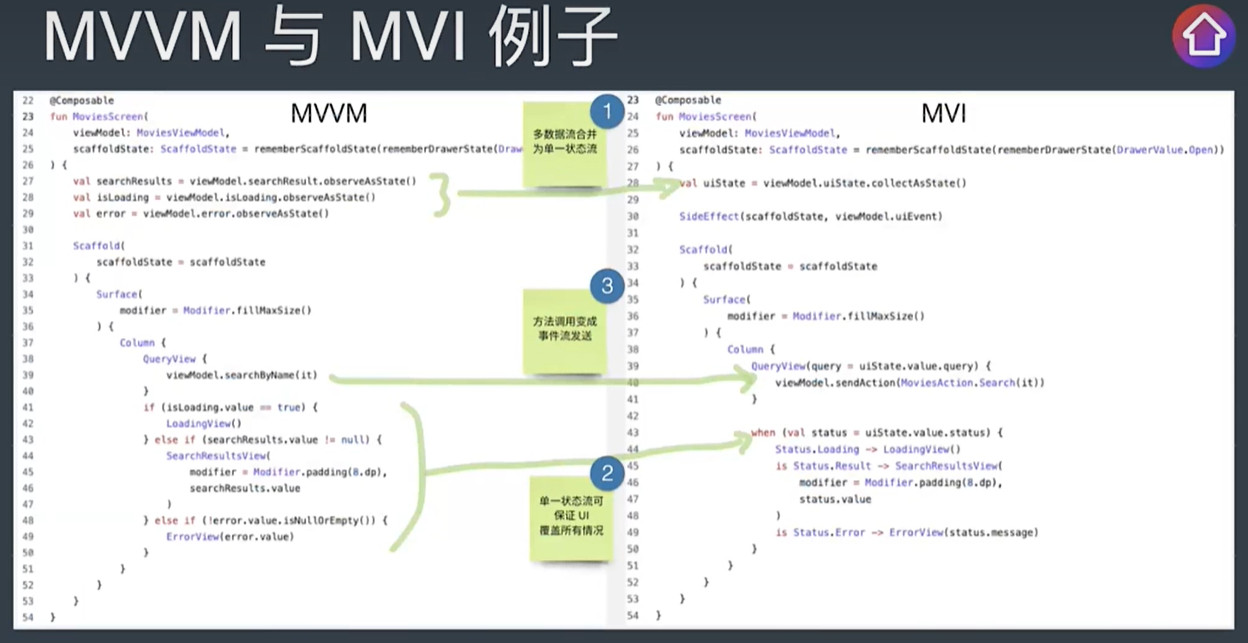 MVVM 与 MVI 例子
MVVM
22 @Composable
23 fun MoviesScreen(
24 viewModel: MoviesViewModel,
25 scaffoldState: ScaffoldState = rememberScaffoldState(rememberDrawerState(Draw
26 ) {
27 val searchResults = viewModel.searchResult.observeAsState()
28 val isLoading = viewModel.isLoading.observeAsState()
29 val error = viewModel.error.observeAsState()
30
31 Scaffold(
32 scaffoldState = scaffoldState
33 ) {
34 Surface(
35 modifier = Modifier.fillMaxSize()
36 ) {
37 Column {
38 QueryView {
39 viewModel.searchByName(it)
40 }
41 if (isLoading.value == true) {
42 LoadingView()
43 } else if (searchResults.value != null) {
44 SearchResultsView(
45 modifier = Modifier.padding(8.dp),
46 searchResults.value
47 )
48 } else if (!error.value.isNullOrEmpty()) {
49 ErrorView(error.value)
50 }
51 }
52 }
53 }
54 }
1
多数据流合并
为单一状态流
3
方法调用变成
事件流发送
2
单一状态流可
保证 UI
覆盖所有情况
MVI
23 @Composable
24 fun MoviesScreen(
25 viewModel: MoviesViewModel,
26 scaffoldState: ScaffoldState = rememberScaffoldState(rememberDrawerState(DrawerValue.Open))
27 ) {
28 val uiState = viewModel.uiState.collectAsState()
29
30 SideEffect(scaffoldState, viewModel.uiEvent)
31
32 Scaffold(
33 scaffoldState = scaffoldState
34 ) {
35 Surface(
36 modifier = Modifier.fillMaxSize()
37 ) {
38 Column {
39 QueryView(query = uiState.value.query) {
40 viewModel.sendAction(MoviesAction.Search(it))
41 }
42
43 when (val status = uiState.value.status) {
44 Status.Loading -> LoadingView()
45 is Status.Result -> SearchResultsView(
46 modifier = Modifier.padding(8.dp),
47 status.value
48 )
49 is Status.Error -> ErrorView(status.message)
50 }
51 }
52 }
53 }
54 }